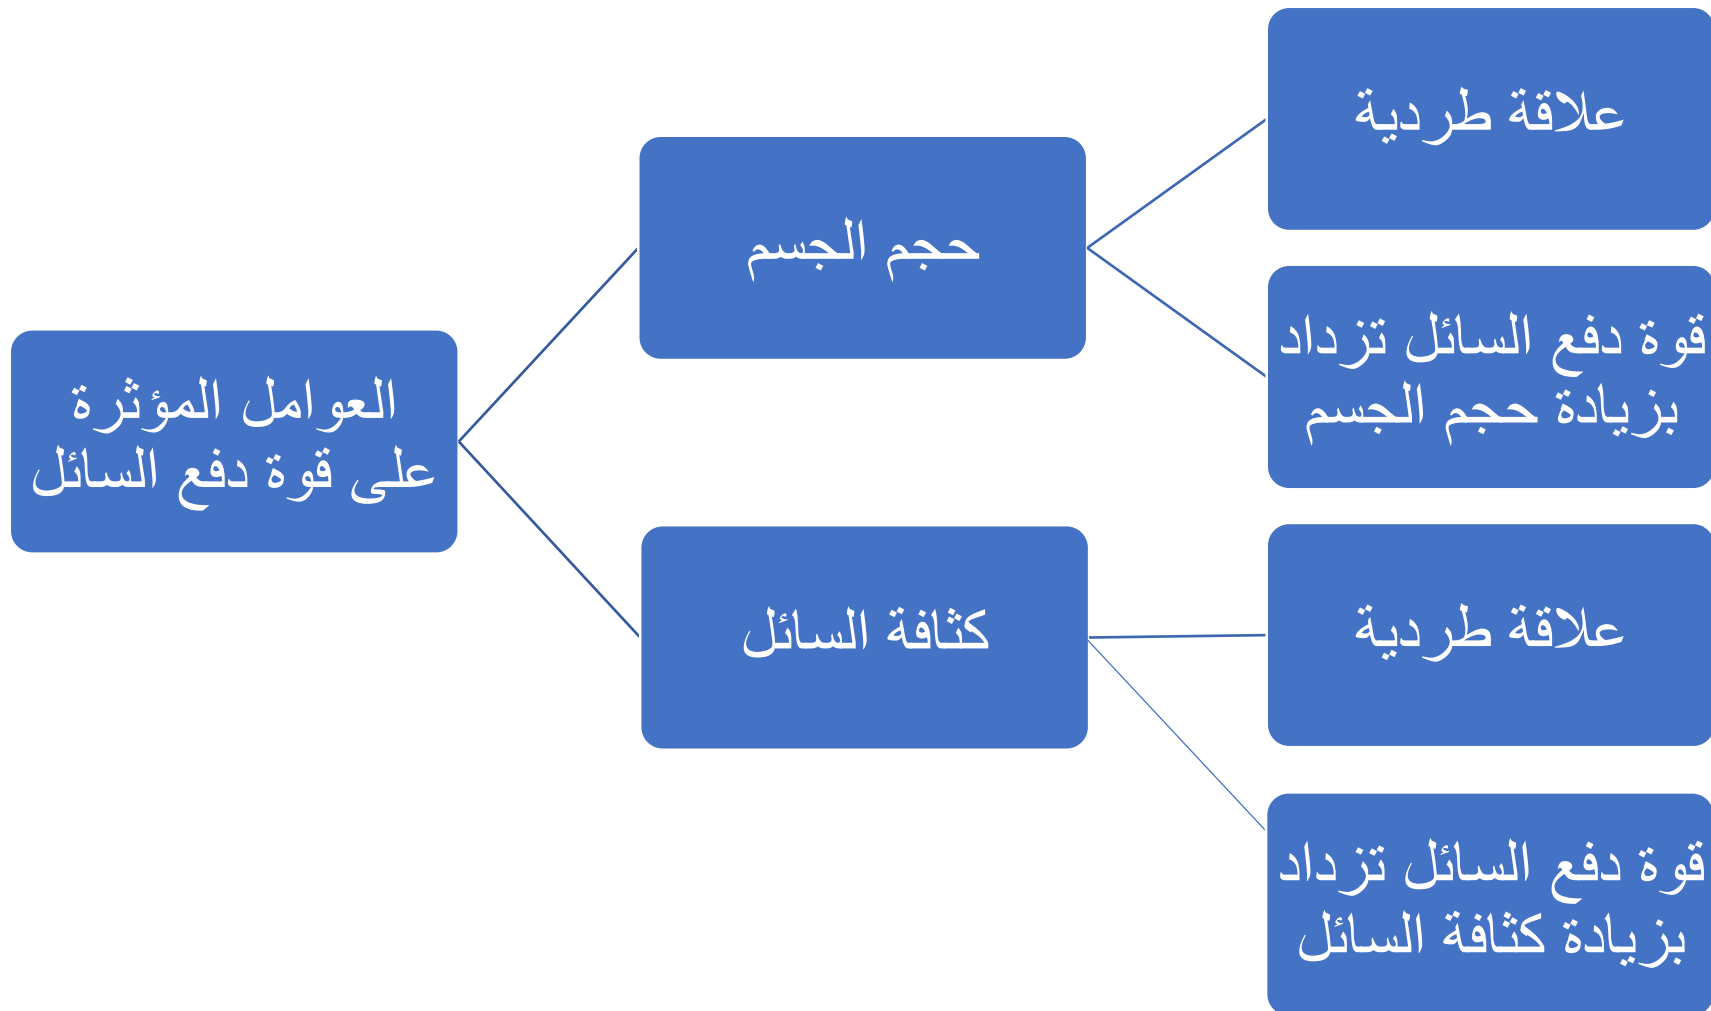 العوامل المؤثرة
على قوة دفع السائل
حجم الجسم
علاقة طردية
قوة دفع السائل تزداد
بزيادة حجم الجسم
كثافة السائل
علاقة طردية
قوة دفع السائل تزداد
بزيادة كثافة السائل